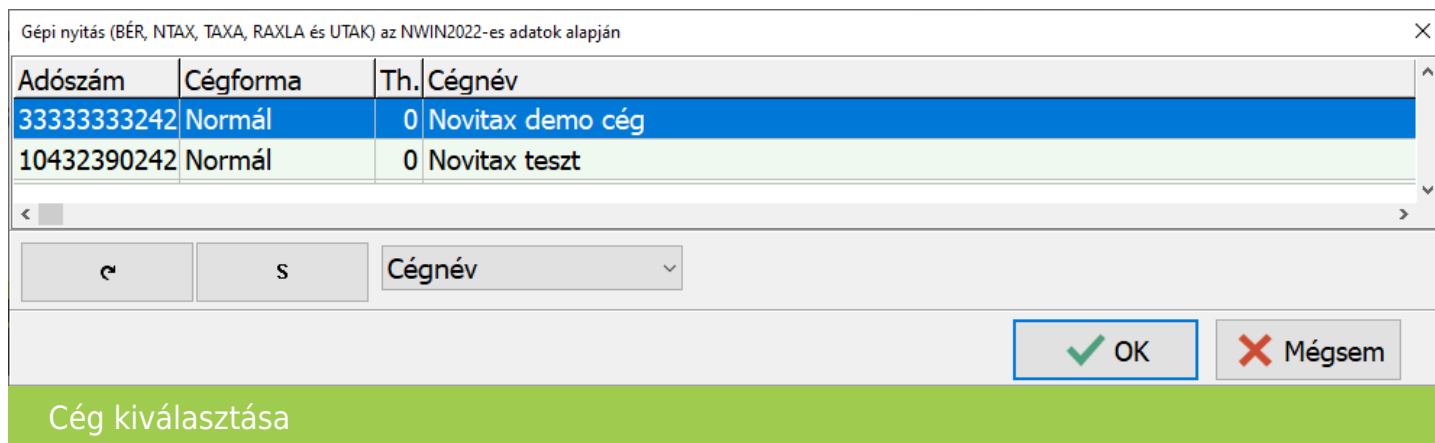 Gépi nyitás (BÉR, NTAX, TAXA, RAXLA és UTAK) az NWIN2022-es adatok alapján
Adószám Cégforma Th. Cégnév
33333333242 Normál 0 Novitax demo cég
10432390242 Normál 0 Novitax teszt
S Cégnév
OK Mégsem
Cég kiválasztása